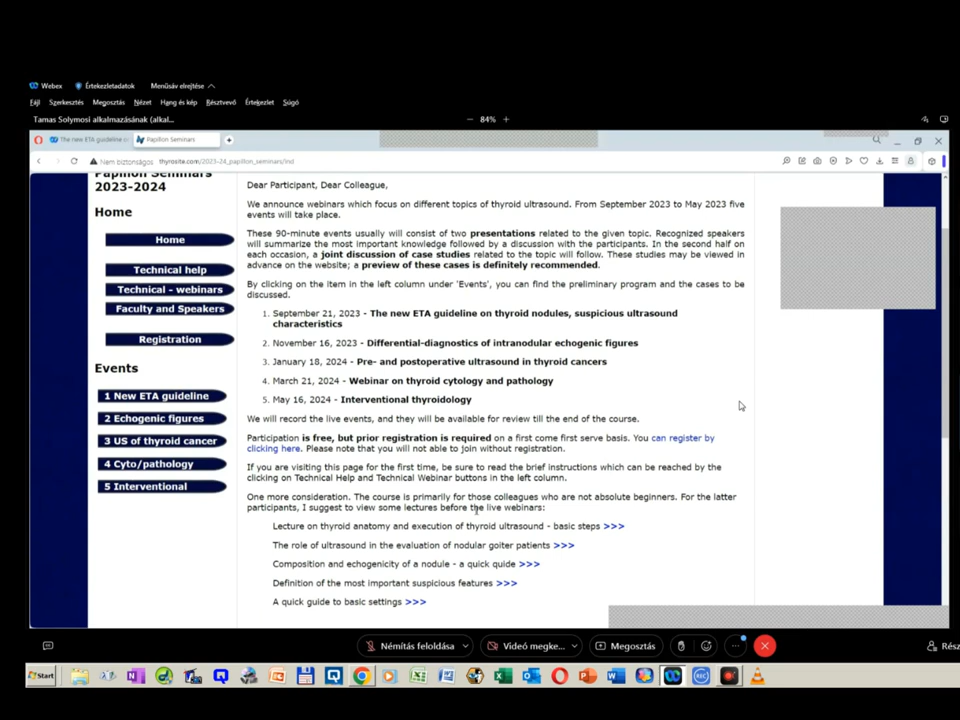 Webex
Értekezletadatok
Menüsáv elrejtése
Fájl Szerkesztés Megosztás Nézet Hang és kép Résztvevő Értekezlet Súgó
Tamas Solymosi alkalmazásának (alkal...
84%
The new ETA guideline
Papillon Seminars
Nem biztonságos
thyrosite.com/2023-24_papillon_seminars/ind
Papillon Seminars
2023-2024
Home
Home
Technical help
Technical - webinars
Faculty and Speakers
Registration
Events
1 New ETA guideline
2 Echogenic figures
3 US of thyroid cancer
4 Cyto/pathology
5 Interventional
Dear Participant, Dear Colleague,
We announce webinars which focus on different topics of thyroid ultrasound. From September 2023 to May 2023 five
events will take place.
These 90-minute events usually will consist of two presentations related to the given topic. Recognized speakers
will summarize the most important knowledge followed by a discussion with the participants. In the second half on
each occasion, a joint discussion of case studies related to the topic will follow. These studies may be viewed in
advance on the website; a preview of these cases is definitely recommended.
By clicking on the item in the left column under 'Events', you can find the preliminary program and the cases to be
discussed.
1. September 21, 2023 - The new ETA guideline on thyroid nodules, suspicious ultrasound
characteristics
2. November 16, 2023 - Differential-diagnostics of intranodular echogenic figures
3. January 18, 2024 - Pre- and postoperative ultrasound in thyroid cancers
4. March 21, 2024 - Webinar on thyroid cytology and pathology
5. May 16, 2024 - Interventional thyroidology
We will record the live events, and they will be available for review till the end of the course.
Participation is free, but prior registration is required on a first come first serve basis. You can register by
clicking here. Please note that you will not able to join without registration.
If you are visiting this page for the first time, be sure to read the brief instructions which can be reached by the
clicking on Technical Help and Technical Webinar buttons in the left column.
One more consideration. The course is primarily for those colleagues who are not absolute beginners. For the latter
participants, I suggest to view some lectures before the live webinars:
Lecture on thyroid anatomy and execution of thyroid ultrasound - basic steps >>>
The role of ultrasound in the evaluation of nodular goiter patients >>>
Composition and echogenicity of a nodule - a quick quide >>>
Definition of the most important suspicious features >>>
A quick guide to basic settings >>>
Némítás feloldása
Videó megke...
Megosztás
Rész
Start